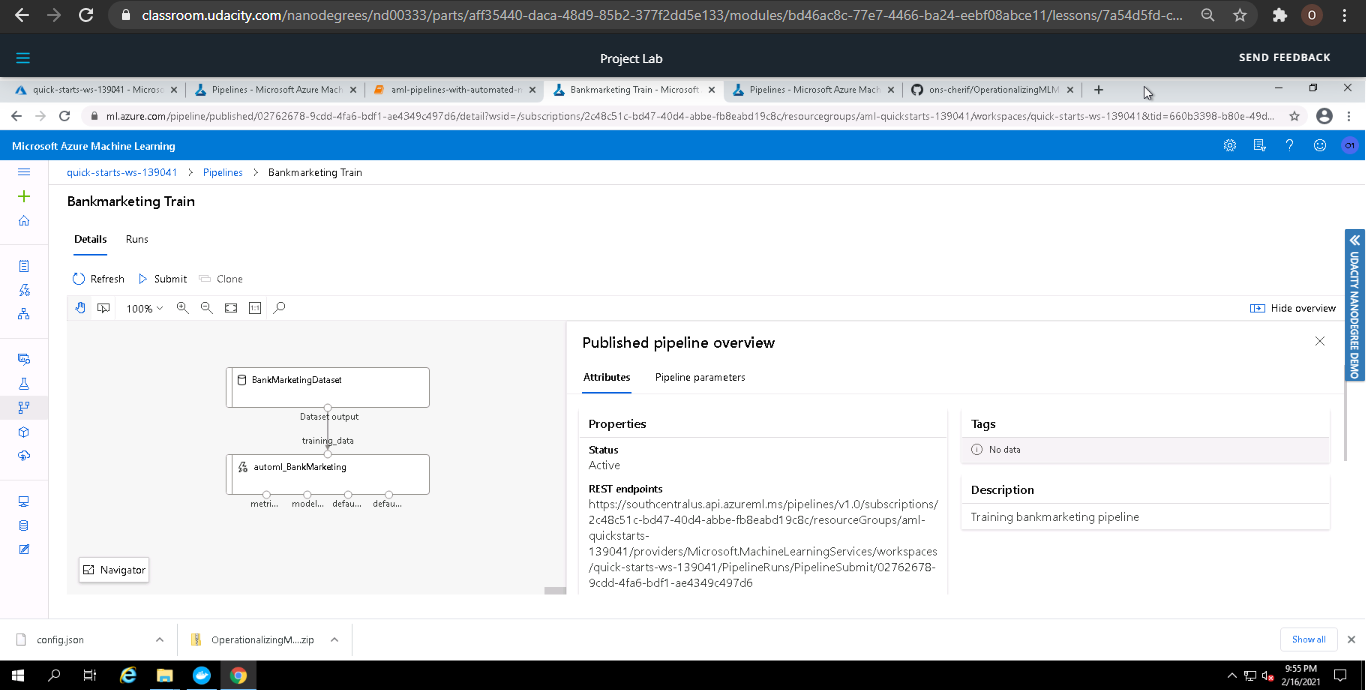 classroom.udacity.com/nanodegrees/nd00333/parts/aff35440-daca-48d9-85b2-377f2dd5e133/modules/bd46ac8c-77e7-4466-ba24-eebf08abce11/lessons/7a54d5fd-c...
O
Project Lab
SEND FEEDBACK
quick-starts-ws-139041 - Microso
Pipelines - Microsoft Azure Mach
aml-pipelines-with-automated-n
Bankmarketing Train - Microsoft
Pipelines - Microsoft Azure Mach
ons-cherif/OperationalizingMLM
ml.azure.com/pipeline/published/02762678-9cdd-4fa6-bdf1-ae4349c497d6/detail?wsid=/subscriptions/2c48c51c-bd47-40d4-abbe-fb8eabd19c8c/resourcegroups/aml-quickstarts-139041/workspaces/quick-starts-ws-139041&tid=660b3398-b80e-49d...
Microsoft Azure Machine Learning
O1
quick-starts-ws-139041 > Pipelines > Bankmarketing Train
Bankmarketing Train
Details Runs
Refresh Submit Clone
100%
Hide overview
UDACITY NANODEGREE DEMO
BankMarketingDataset
Dataset output
training_data
automl_BankMarketing
metri... model... defau... defau...
Navigator
Published pipeline overview
Attributes Pipeline parameters
Properties
Status
Active
REST endpoints
https://southcentralus.api.azureml.ms/pipelines/v1.0/subscriptions/
2c48c51c-bd47-40d4-abbe-fb8eabd19c8c/resourceGroups/aml-
quickstarts-
139041/providers/Microsoft.MachineLearningServices/workspaces
/quick-starts-ws-139041/PipelineRuns/PipelineSubmit/02762678-
9cdd-4fa6-bdf1-ae4349c497d6
Tags
No data
Description
Training bankmarketing pipeline
config.json
OperationalizingM....zip
Show all
9:55 PM
2/16/2021